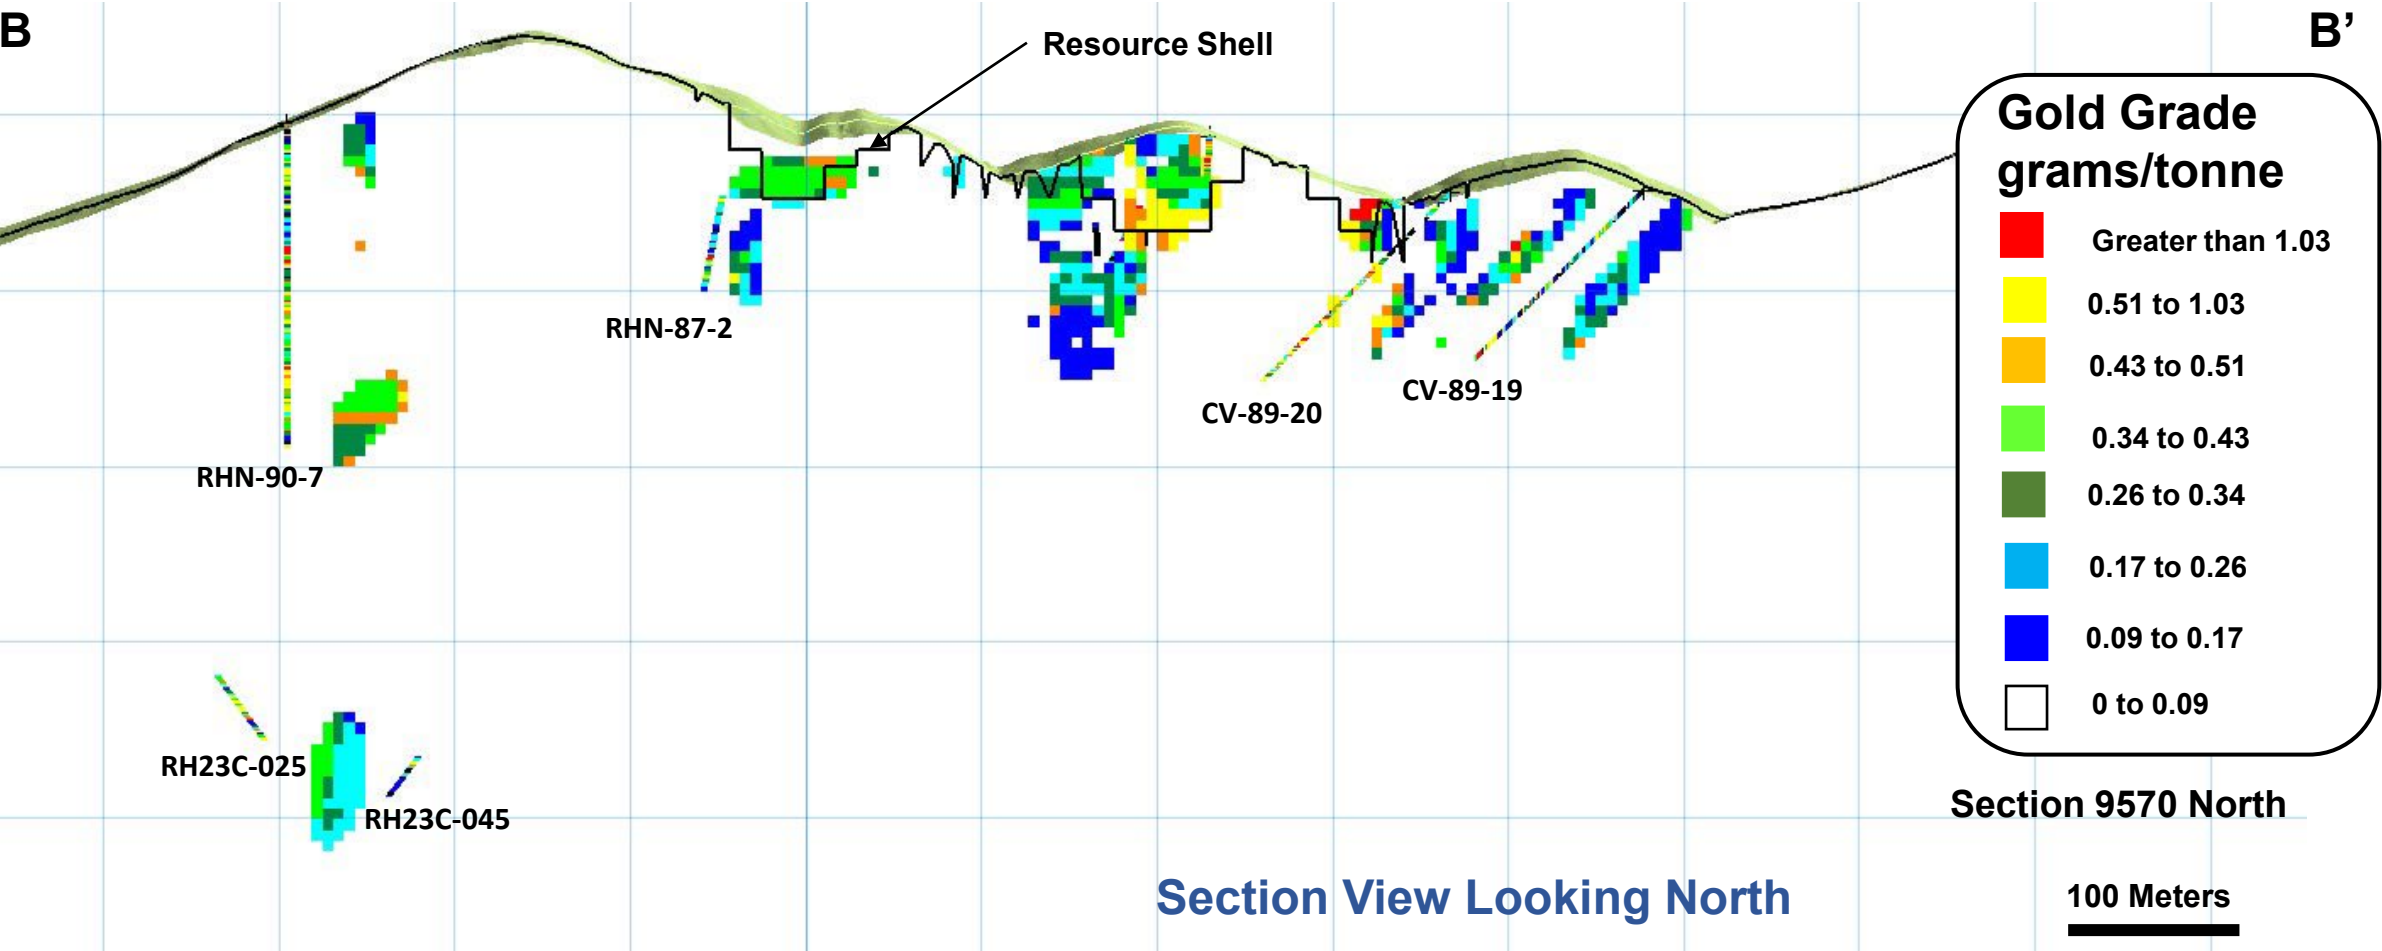 B
B’
Resource Shell
Gold Grade
grams/tonne
Greater than 1.03
0.51 to 1.03
0.43 to 0.51
0.34 to 0.43
0.26 to 0.34
0.17 to 0.26
0.09 to 0.17
0 to 0.09
RHN-87-2
CV-89-19
CV-89-20
RHN-90-7
RH23C-025
RH23C-045
Section 9570 North
Section View Looking North
100 Meters